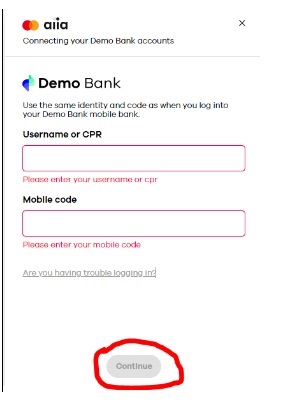 aiia
Connecting your Demo Bank accounts
Demo Bank
Use the same identity and code as when you log into
your Demo Bank mobile bank.
Username or CPR
Please enter your username or cpr
Mobile code
Please enter your mobile code
Are you having trouble logging in?
Continue